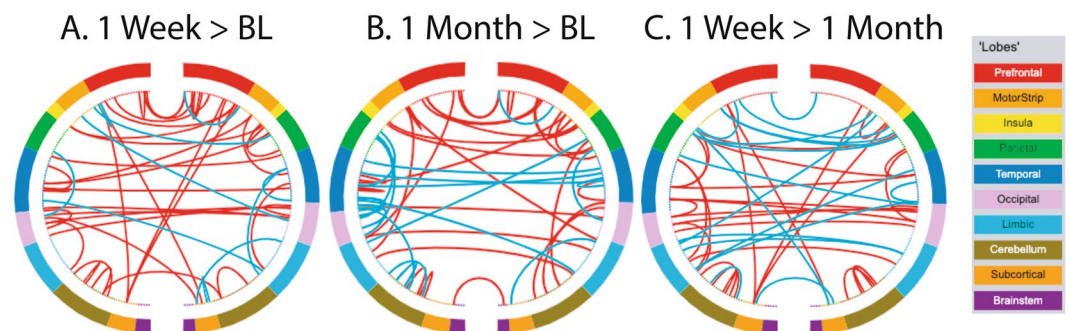 A. 1 Week > BL
B. 1 Month > BL
C. 1 Week > 1 Month
'Lobes'
Prefrontal
MotorStrip
Insula
Parietal
Temporal
Occipital
Limbic
Cerebellum
Subcortical
Brainstem